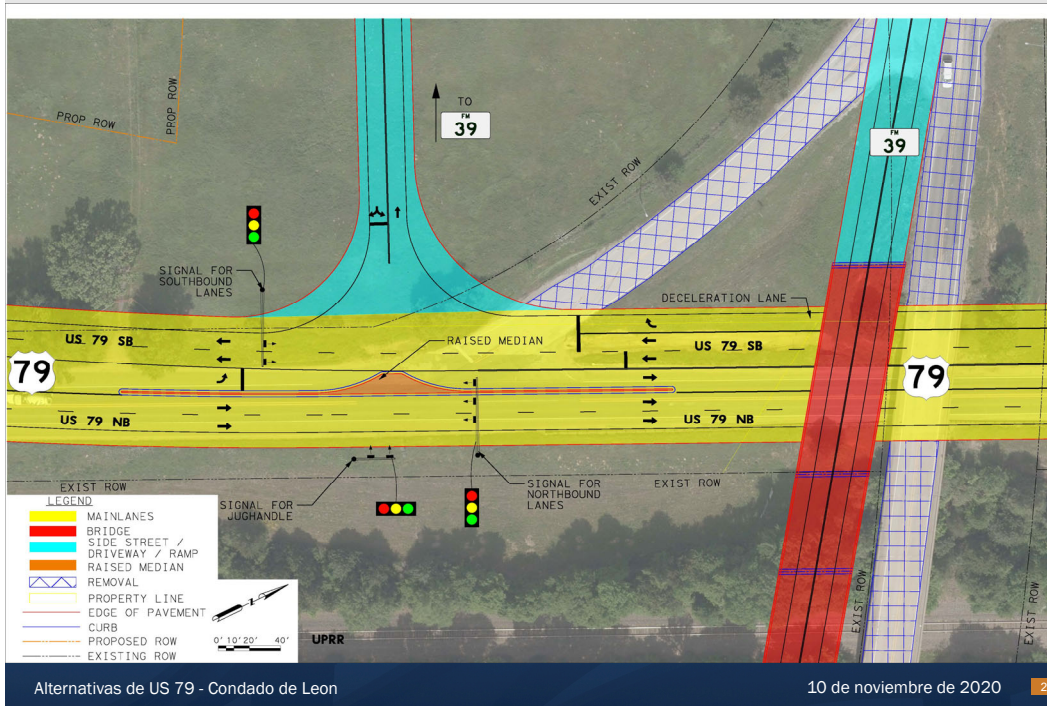 PROP ROW
PROP ROW
TO
FM
39
EXIST ROW
FM
39
SIGNAL FOR
SOUTHBOUND
LANES
DECELERATION LANE
US 79 SB
RAISED MEDIAN
US 79 SB
79
79
US 79 NB
US 79 NB
EXIST ROW
SIGNAL FOR
JUGHANDLE
SIGNAL FOR
NORTHBOUND
LANES
EXIST ROW
LEGEND
MAINLANES
BRIDGE
SIDE STREET /
DRIVEWAY / RAMP
RAISED MEDIAN
REMOVAL
PROPERTY LINE
EDGE OF PAVEMENT
CURB
PROPOSED ROW
EXISTING ROW
N
0' 10' 20' 40'
UPRR
EXIST ROW
EXIST ROW
Alternativas de US 79 - Condado de Leon
10 de noviembre de 2020
2